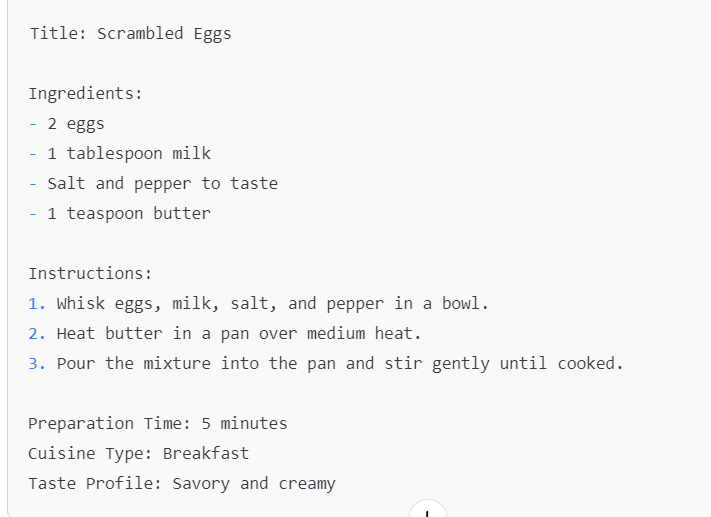 Title: Scrambled Eggs
Ingredients:
- 2 eggs
- 1 tablespoon milk
- Salt and pepper to taste
- 1 teaspoon butter
Instructions:
1. Whisk eggs, milk, salt, and pepper in a bowl.
2. Heat butter in a pan over medium heat.
3. Pour the mixture into the pan and stir gently until cooked.
Preparation Time: 5 minutes
Cuisine Type: Breakfast
Taste Profile: Savory and creamy